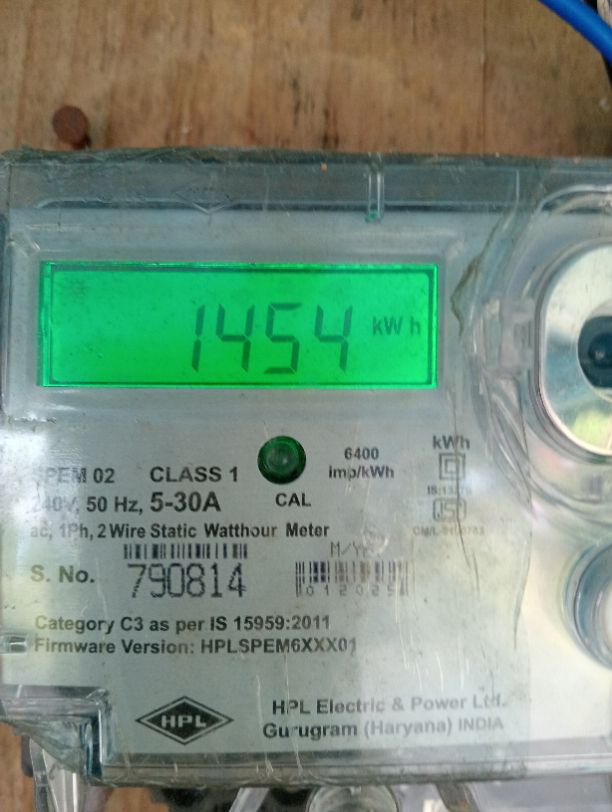 1454 kWh
6400
imp/kWh
kWh
SPEM 02 CLASS 1
240V, 50 Hz, 5-30A
CAL
ac, 1Ph, 2 Wire Static Watthour Meter
M/YR
S. No. 790814
012025
Category C3 as per IS 15959:2011
Firmware Version: HPLSPEM6XXX01
HPL
HPL Electric & Power Ltd.
Gurugram (Haryana) INDIA